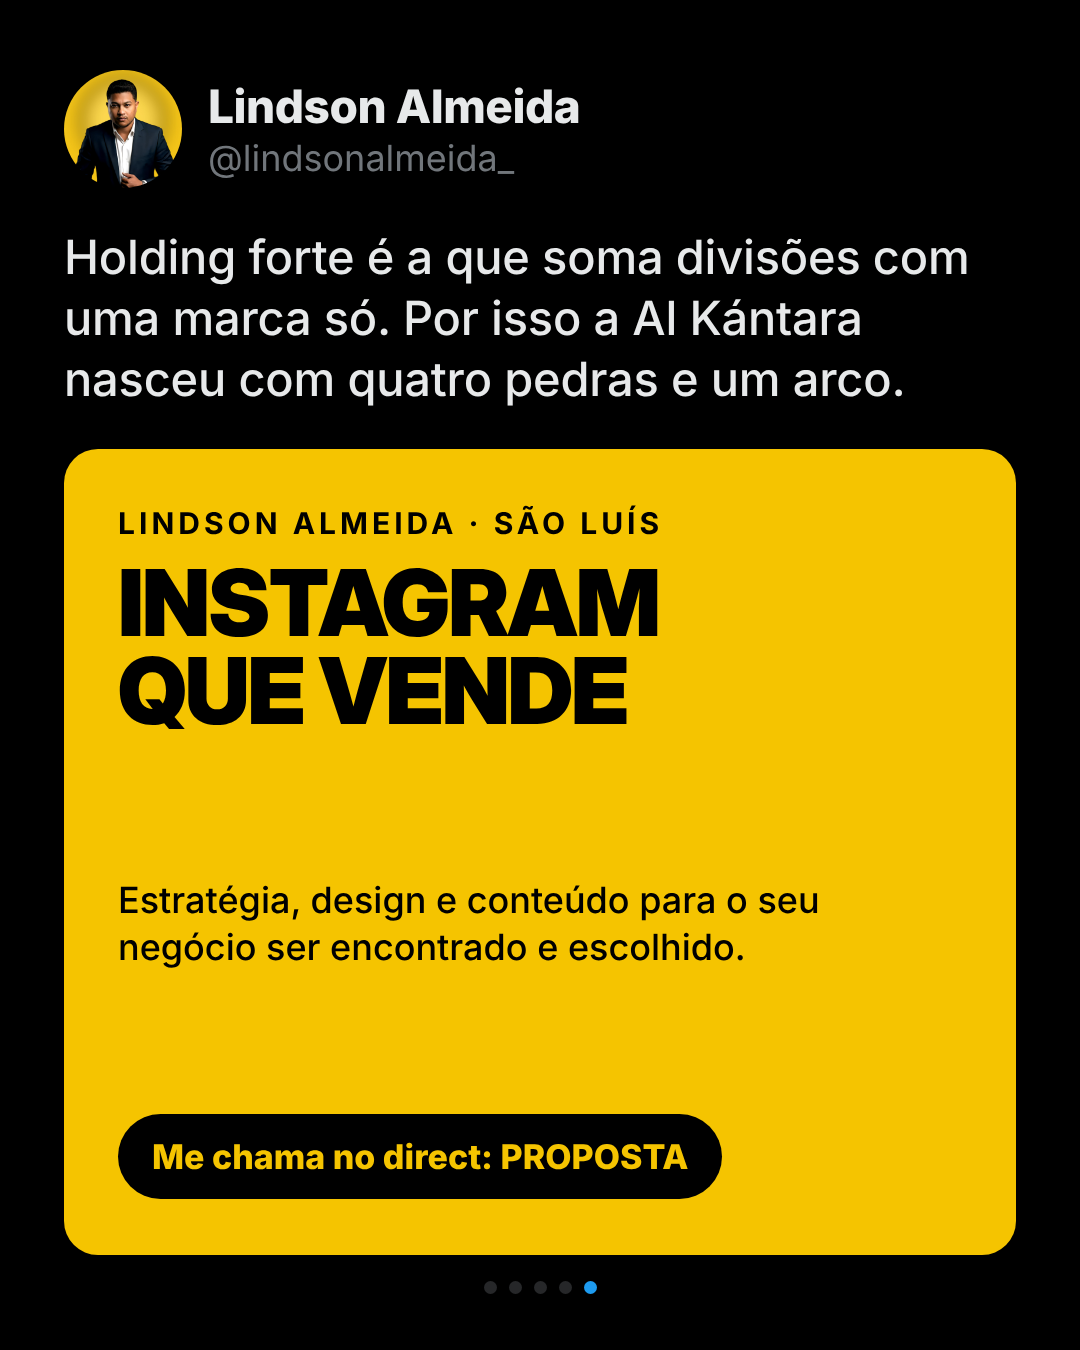 Lindson Almeida
@lindsonalmeida_
Holding forte é a que soma divisões com
uma marca só. Por isso a Al Kántara
nasceu com quatro pedras e um arco.
LINDSON ALMEIDA · SÃO LUÍS
INSTAGRAM
QUE VENDE
Estratégia, design e conteúdo para o seu
negócio ser encontrado e escolhido.
Me chama no direct: PROPOSTA